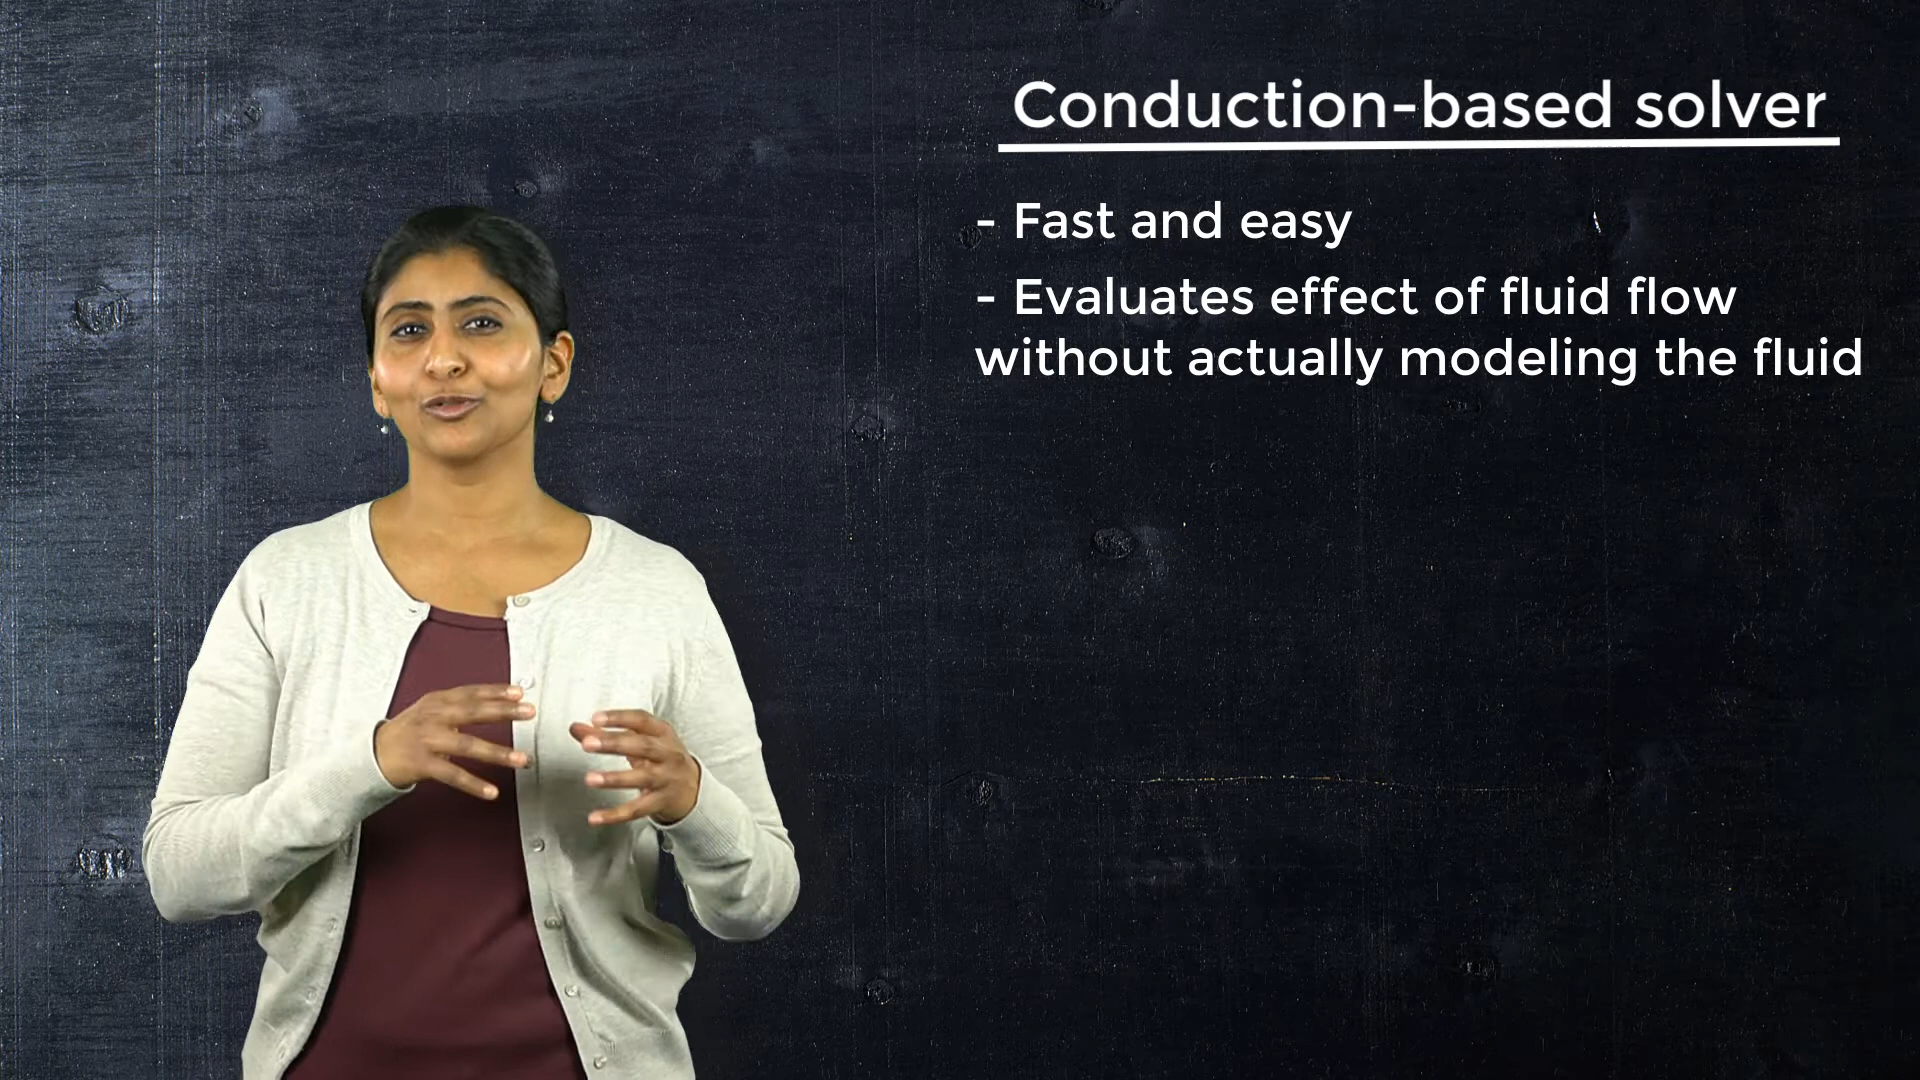 Conduction-based solver
- Fast and easy
- Evaluates effect of fluid flow
without actually modeling the fluid